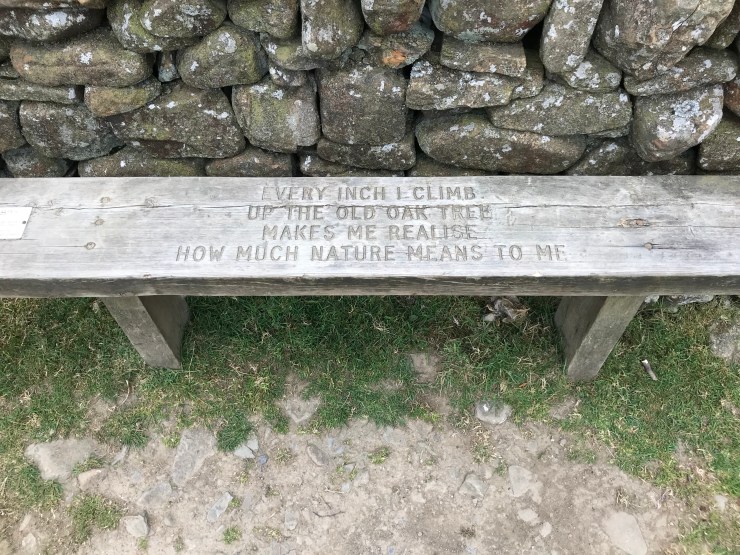 EVERY INCH I CLIMB
UP THE OLD OAK TREE
MAKES ME REALISE
HOW MUCH NATURE MEANS TO ME